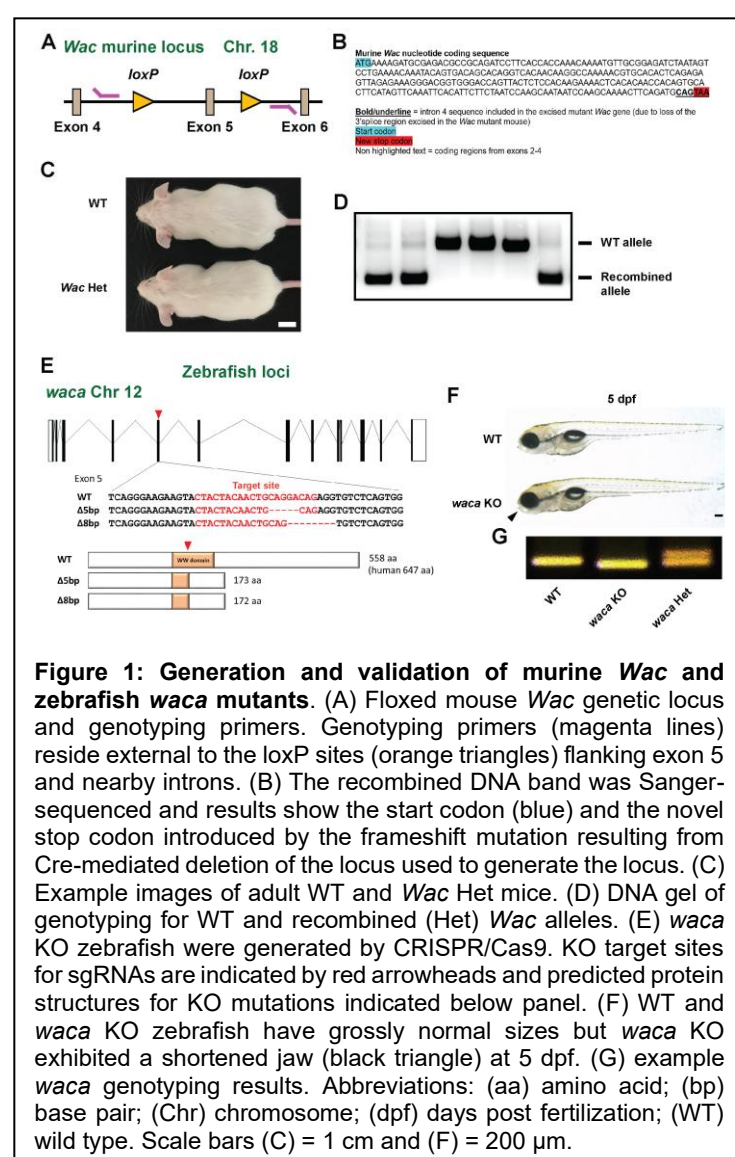 A
Wac murine locus Chr. 18
loxP loxP
Exon 4 Exon 5 Exon 6
B
Murine Wac nucleotide coding sequence
ATGAAAAGATGCGAGACGCCGCAGATCCTTCACCACCAAACAAAATGTTGCGGAGATCTAATAGT
CCTGAAAACAAATACAGTGACAGCACAGGTCACAACAAGGCCAAAAACGTGCACACTCAGAGA
GTTAGAGAAAGGGACGGTGGGACCAGTTACTCTCCACAAGAAAACTCACACAACCACAGTGCA
CTTCATAGTTCAAATTCACATTCTTCTAATCCAAGCAATAATCCAAGCAAAACTTCAGATGCAGTAA
Bold/underline = intron 4 sequence included in the excised mutant Wac gene (due to loss of the
3'splice region excised in the Wac mutant mouse)
Start codon
New stop codon
Non highlighted text = coding regions from exons 2-4
C
WT
Wac Het
D
WT allele
Recombined
allele
E
Zebrafish loci
waca Chr 12
Exon 5 Target site
WT TCAGGGAAGAAGTACTACTACAACTGCAGGACAGAGGTGTCTCAGTGG
Δ5bp TCAGGGAAGAAGTACTACTACAACTG-----CAGAGGTGTCTCAGTGG
Δ8bp TCAGGGAAGAAGTACTACTACAACTGCAG--------TGTCTCAGTGG
WT WW domain 558 aa
(human 647 aa)
Δ5bp 173 aa
Δ8bp 172 aa
F
5 dpf
WT
waca KO
G
WT waca KO waca Het
Figure 1: Generation and validation of murine Wac and
zebrafish waca mutants. (A) Floxed mouse Wac genetic locus
and genotyping primers. Genotyping primers (magenta lines)
reside external to the loxP sites (orange triangles) flanking exon 5
and nearby introns. (B) The recombined DNA band was Sanger-
sequenced and results show the start codon (blue) and the novel
stop codon introduced by the frameshift mutation resulting from
Cre-mediated deletion of the locus used to generate the locus. (C)
Example images of adult WT and Wac Het mice. (D) DNA gel of
genotyping for WT and recombined (Het) Wac alleles. (E) waca
KO zebrafish were generated by CRISPR/Cas9. KO target sites
for sgRNAs are indicated by red arrowheads and predicted protein
structures for KO mutations indicated below panel. (F) WT and
waca KO zebrafish have grossly normal sizes but waca KO
exhibited a shortened jaw (black triangle) at 5 dpf. (G) example
waca genotyping results. Abbreviations: (aa) amino acid; (bp)
base pair; (Chr) chromosome; (dpf) days post fertilization; (WT)
wild type. Scale bars (C) = 1 cm and (F) = 200 µm.